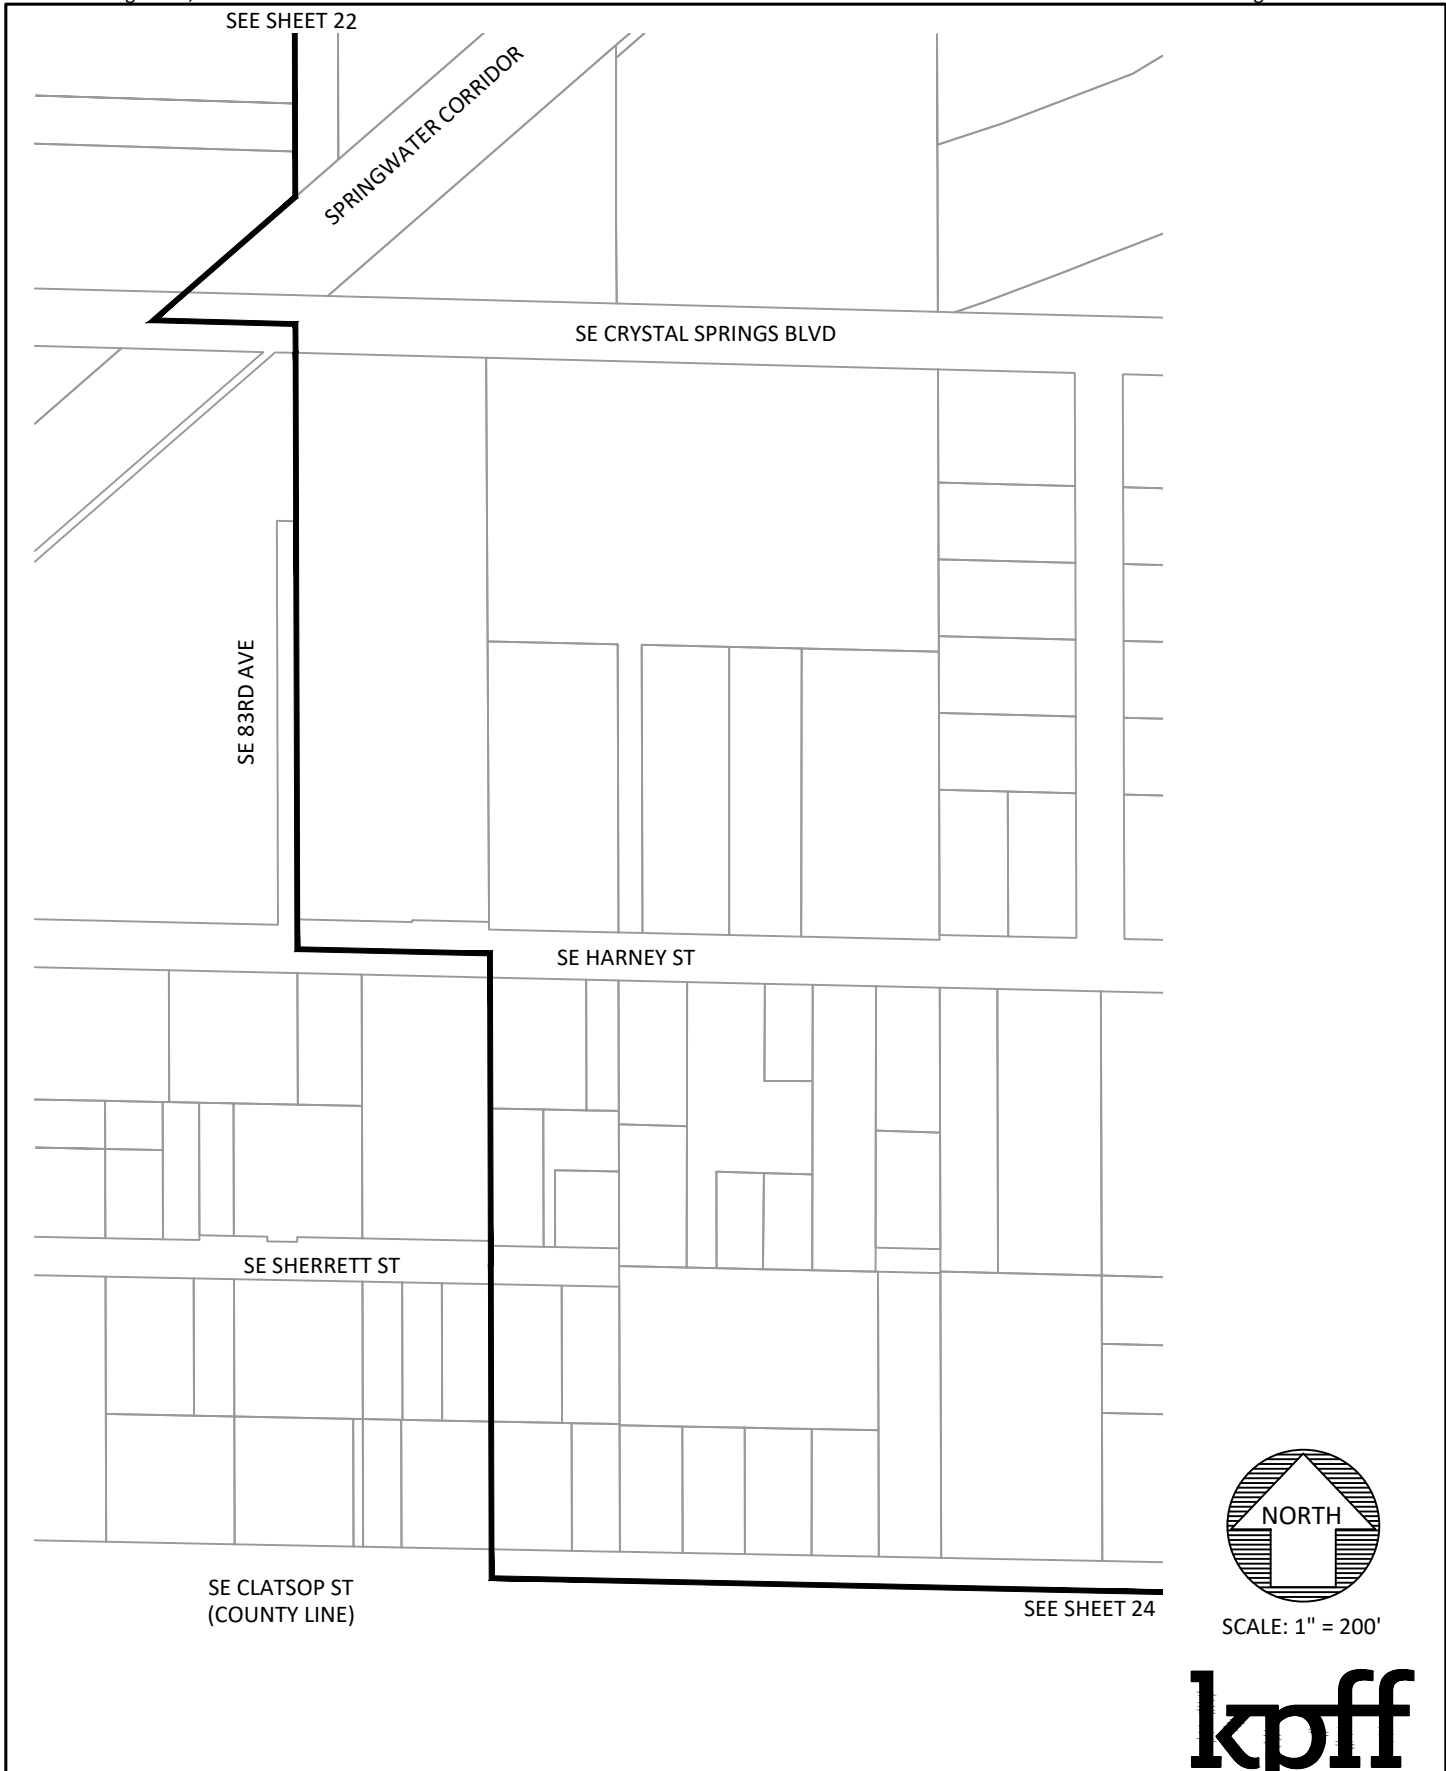 SEE SHEET 22
SPRINGWATER CORRIDOR
SE CRYSTAL SPRINGS BLVD
SE 83RD AVE
SE HARNEY ST
SE SHERRETT ST
SE CLATSOP ST
(COUNTY LINE)
SEE SHEET 24
NORTH
SCALE: 1" = 200'
kpff